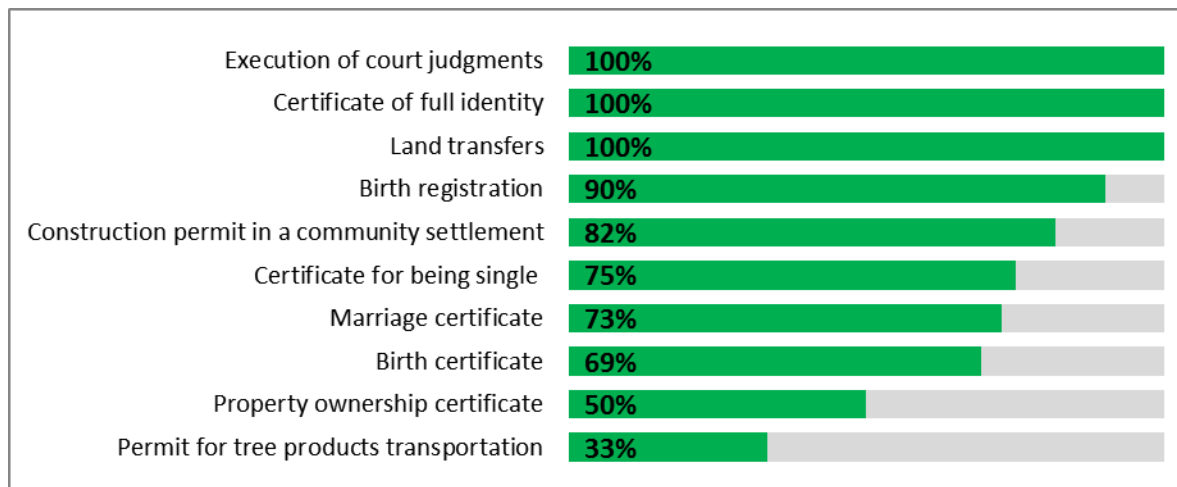 Execution of court judgments 100%
Certificate of full identity 100%
Land transfers 100%
Birth registration 90%
Construction permit in a community settlement 82%
Certificate for being single 75%
Marriage certificate 73%
Birth certificate 69%
Property ownership certificate 50%
Permit for tree products transportation 33%